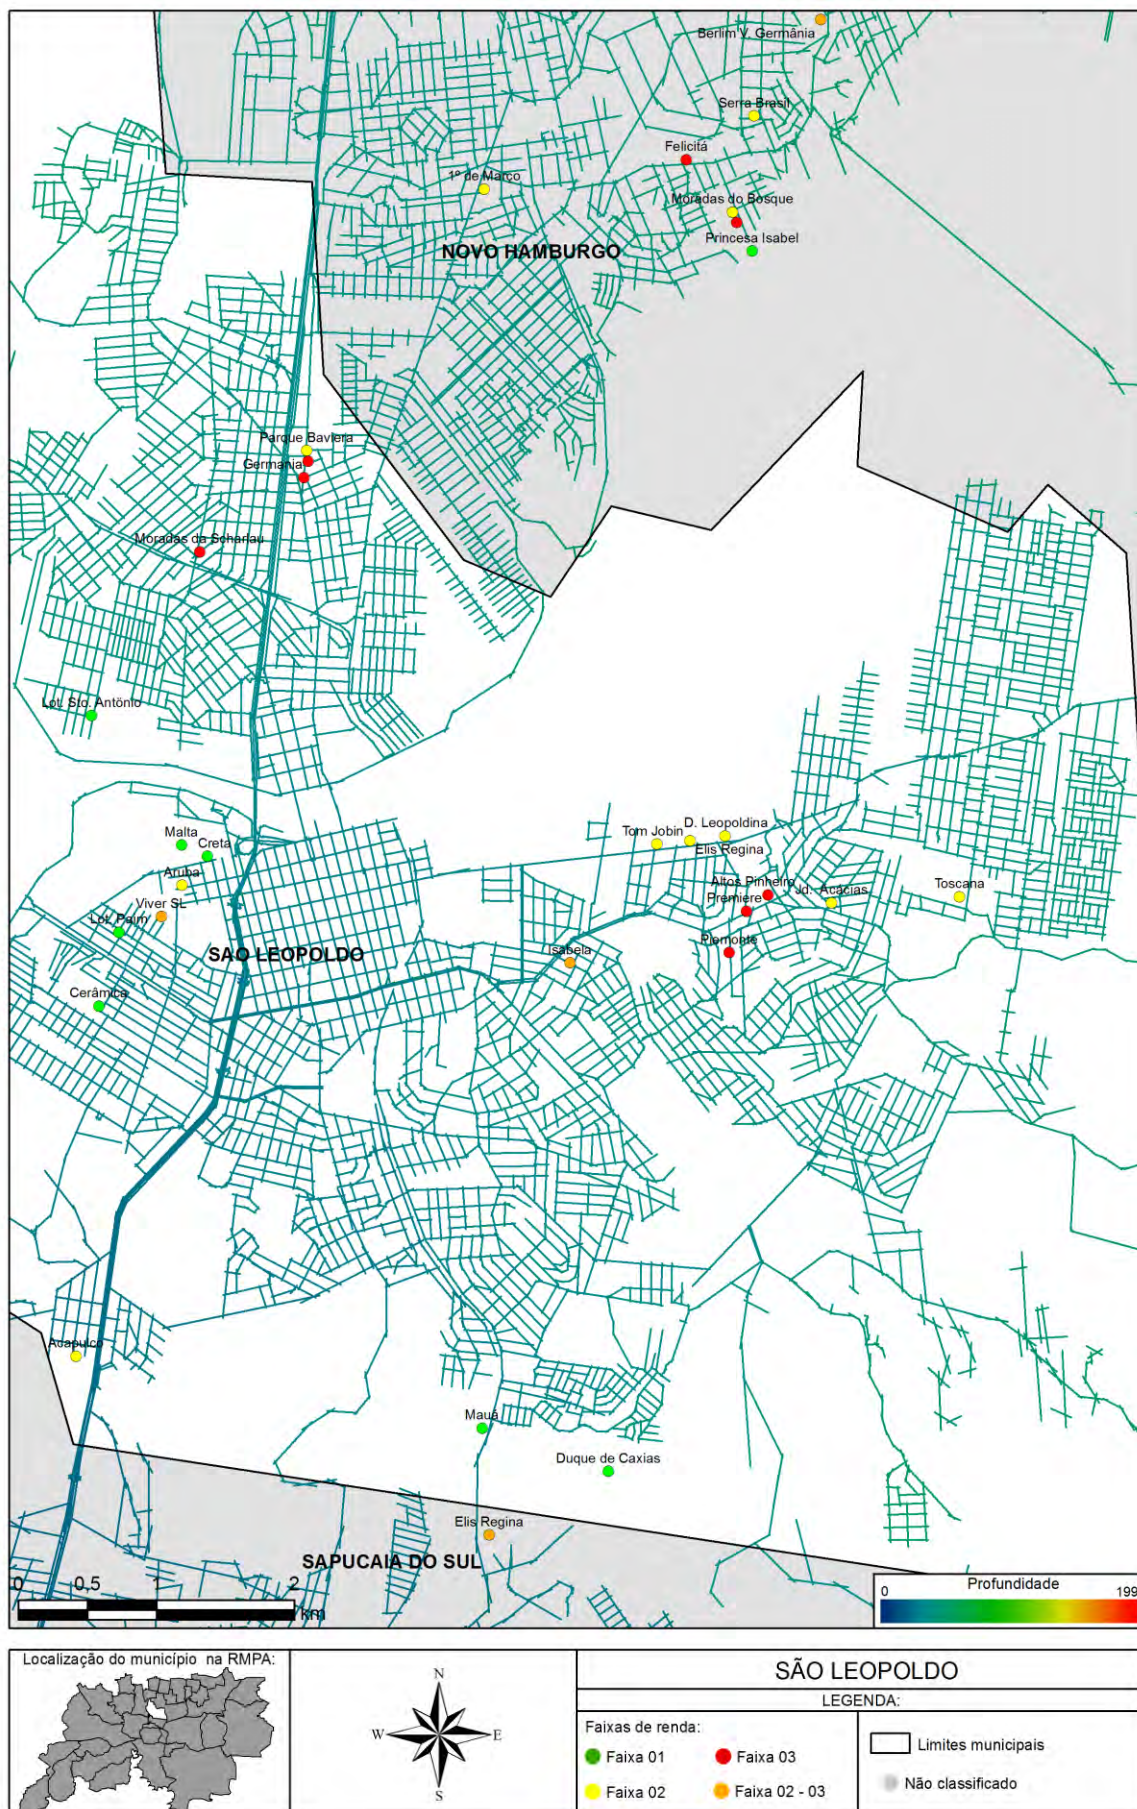 Berlim V. Germânia
Serra Brasil
Felicitá
1º de Março
Moradas do Bosque
Princesa Isabel
NOVO HAMBURGO
Parque Baviera
Germania
Moradas da Scharlau
Lot. Sto. Antônio
Malta
Creta
Tom Jobin
D. Leopoldina
Elis Regina
Aruba
Altos Pinheiro
Jd. Acácias
Toscana
Viver SL
Premiere
Lot. Paim
Piemonte
SÃO LEOPOLDO
Isabela
Cerâmica
Acapulco
Mauá
Duque de Caxias
Elis Regina
SAPUCAIA DO SUL
0 0,5 1 2
km
Profundidade
0 199
Localização do município na RMPA:
N
W E
S
SÃO LEOPOLDO
LEGENDA:
Faixas de renda:
Faixa 01 Faixa 03
Faixa 02 Faixa 02 - 03
Limites municipais
Não classificado